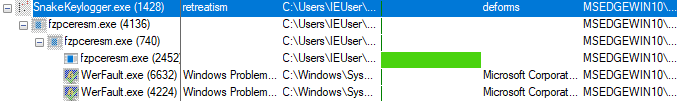 SnakeKeylogger.exe (1428) retreatism C:\Users\IEUser\... deforms MSEDGEWIN10\...
fzpceresm.exe (4136) C:\Users\IEUser\... MSEDGEWIN10\...
fzpceresm.exe (740) C:\Users\IEUser\... MSEDGEWIN10\...
fzpceresm.exe (2452) C:\Users\IEUser\... MSEDGEWIN10\...
WerFault.exe (6632) Windows Problem... C:\Windows\Sys... Microsoft Corporat... MSEDGEWIN10\...
WerFault.exe (4224) Windows Problem... C:\Windows\Sys... Microsoft Corporat... MSEDGEWIN10\...